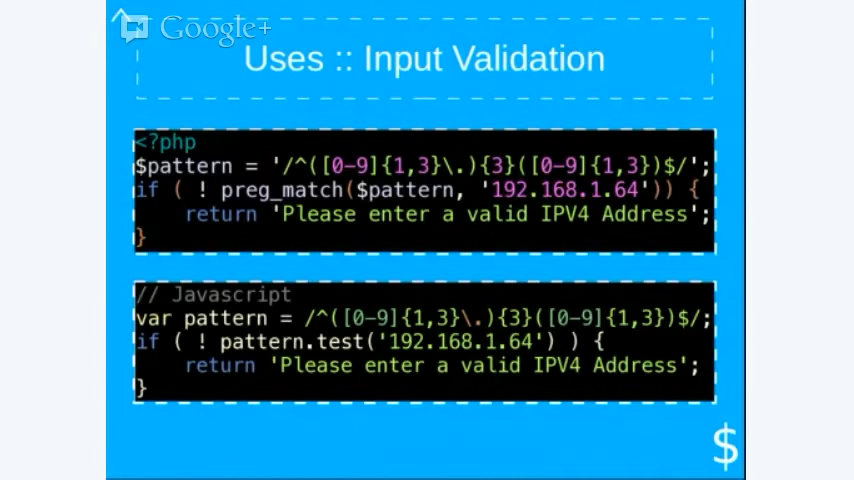 Google+
Uses :: Input Validation
<?php
$pattern = '/^([0-9]{1,3}\.){3}([0-9]{1,3})$/';
if ( ! preg_match($pattern, '192.168.1.64')) {
    return 'Please enter a valid IPV4 Address';
}
// Javascript
var pattern = /^([0-9]{1,3}\.){3}([0-9]{1,3})$/;
if ( ! pattern.test('192.168.1.64') ) {
    return 'Please enter a valid IPV4 Address';
}
$